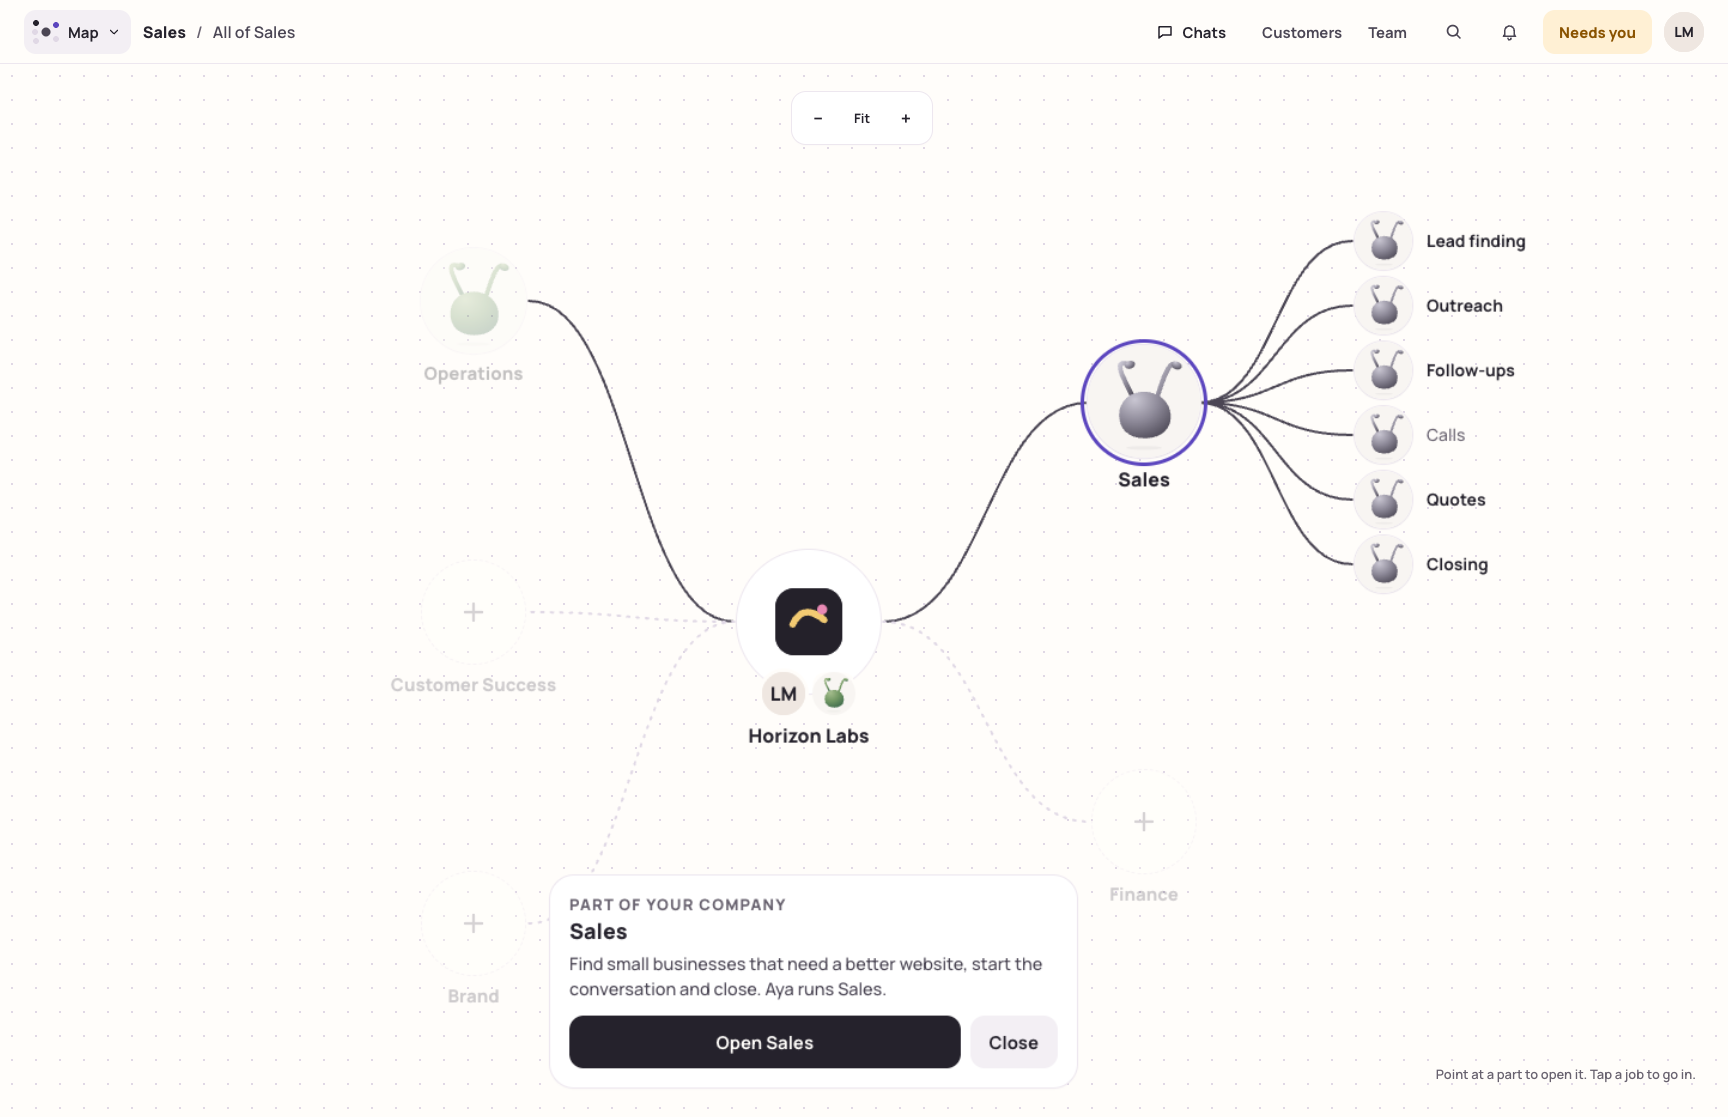 Map
Sales / All of Sales
Chats
Customers
Team
Needs you
LM
− Fit +
Lead finding
Operations
Outreach
Follow-ups
Calls
Sales
Quotes
Closing
Customer Success
LM
Horizon Labs
Finance
Brand
PART OF YOUR COMPANY
Sales
Find small businesses that need a better website, start the
conversation and close. Aya runs Sales.
Open Sales
Close
Point at a part to open it. Tap a job to go in.